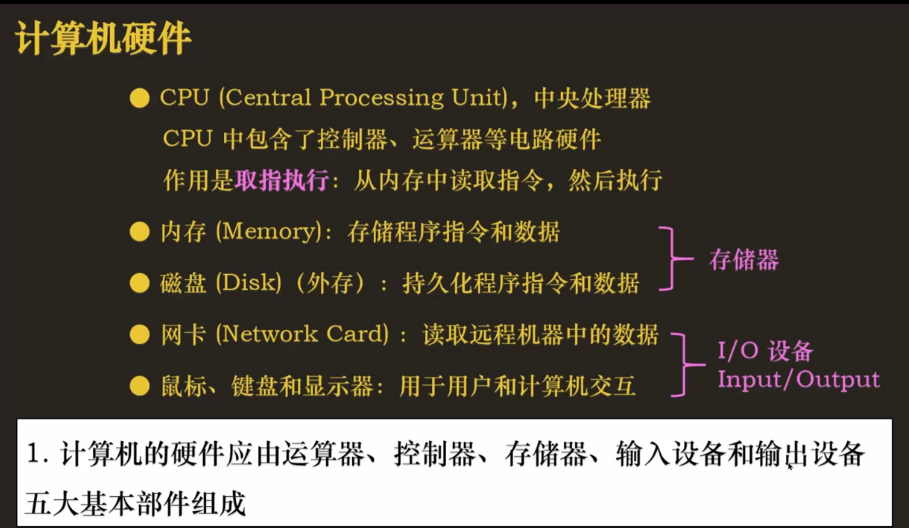 计算机硬件
● CPU (Central Processing Unit)，中央处理器
CPU 中包含了控制器、运算器等电路硬件
作用是取指执行：从内存中读取指令，然后执行
● 内存 (Memory)：存储程序指令和数据
● 磁盘 (Disk)（外存）：持久化程序指令和数据
存储器
● 网卡 (Network Card)：读取远程机器中的数据
● 鼠标、键盘和显示器：用于用户和计算机交互
I/O 设备
Input/Output
1. 计算机的硬件应由运算器、控制器、存储器、输入设备和输出设备
五大基本部件组成